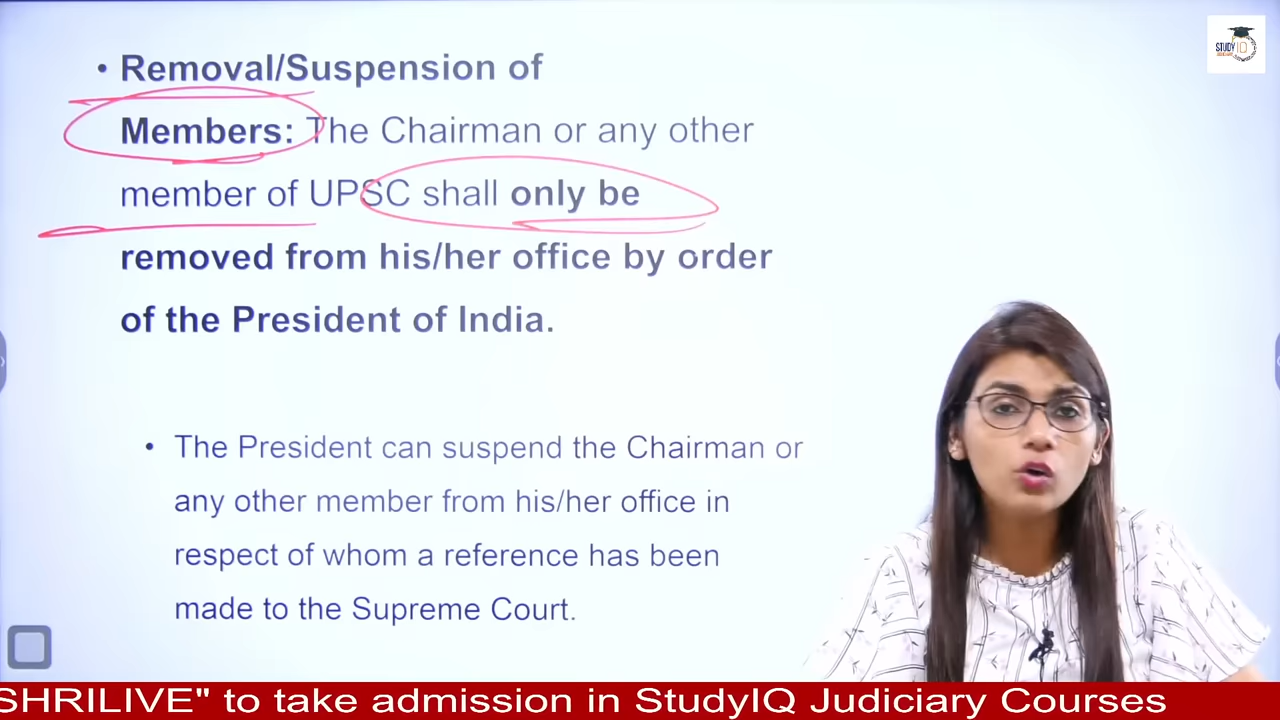 STUDY IQ
• Removal/Suspension of
Members: The Chairman or any other
member of UPSC shall only be
removed from his/her office by order
of the President of India.
• The President can suspend the Chairman or
any other member from his/her office in
respect of whom a reference has been
made to the Supreme Court.
SHRILIVE" to take admission in StudyIQ Judiciary Courses